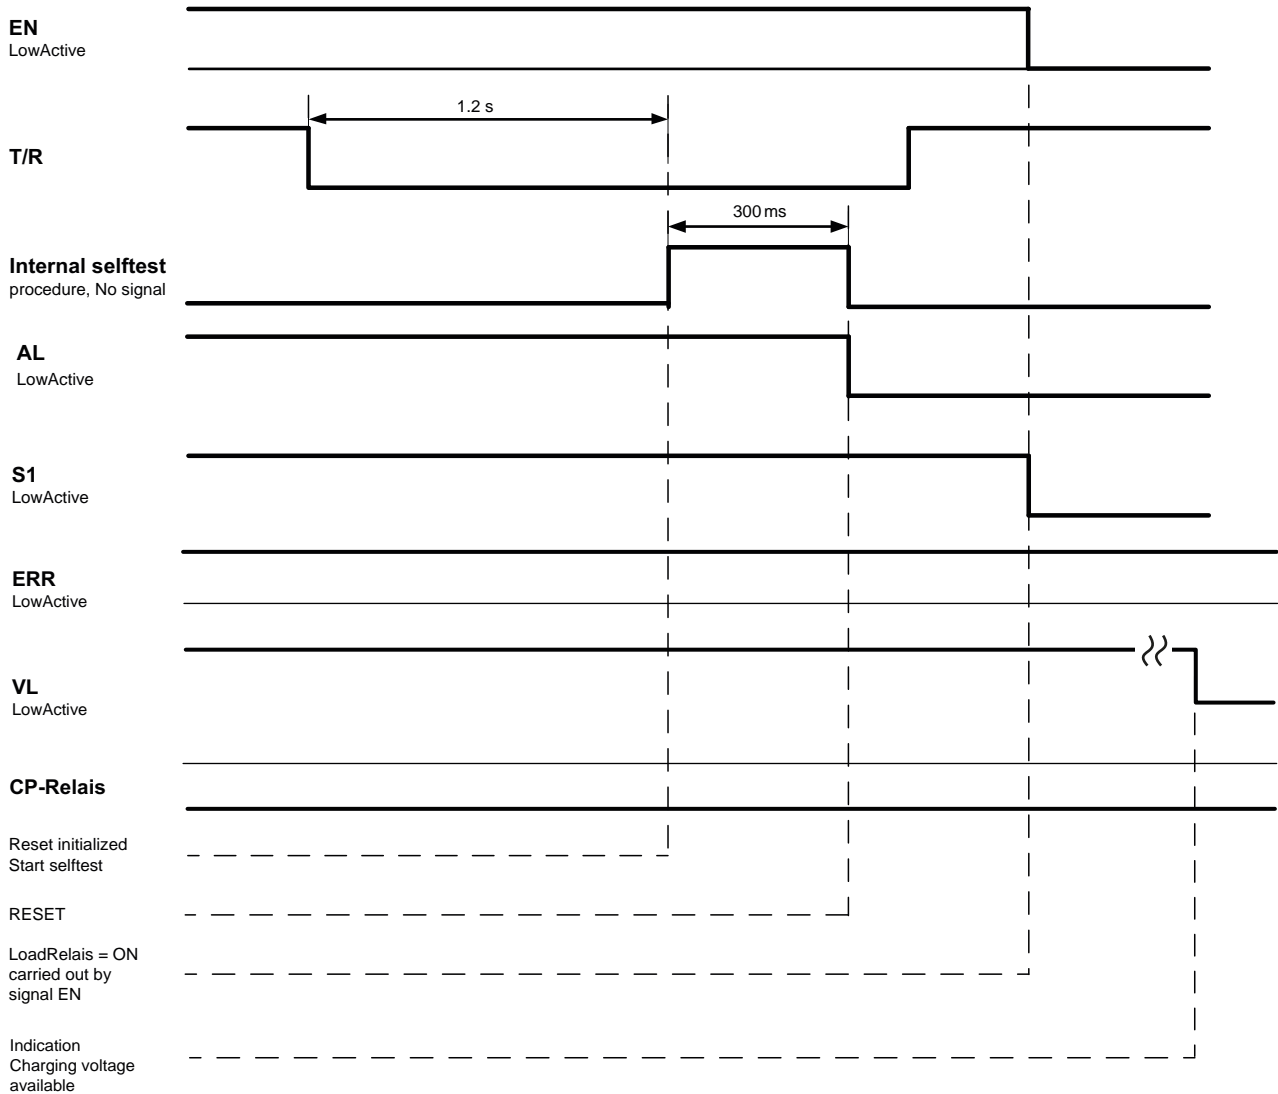 EN
LowActive
1.2 s
T/R
300 ms
Internal selftest
procedure, No signal
AL
LowActive
S1
LowActive
ERR
LowActive
VL
LowActive
CP-Relais
Reset initialized
Start selftest
RESET
LoadRelais = ON
carried out by
signal EN
Indication
Charging voltage
available